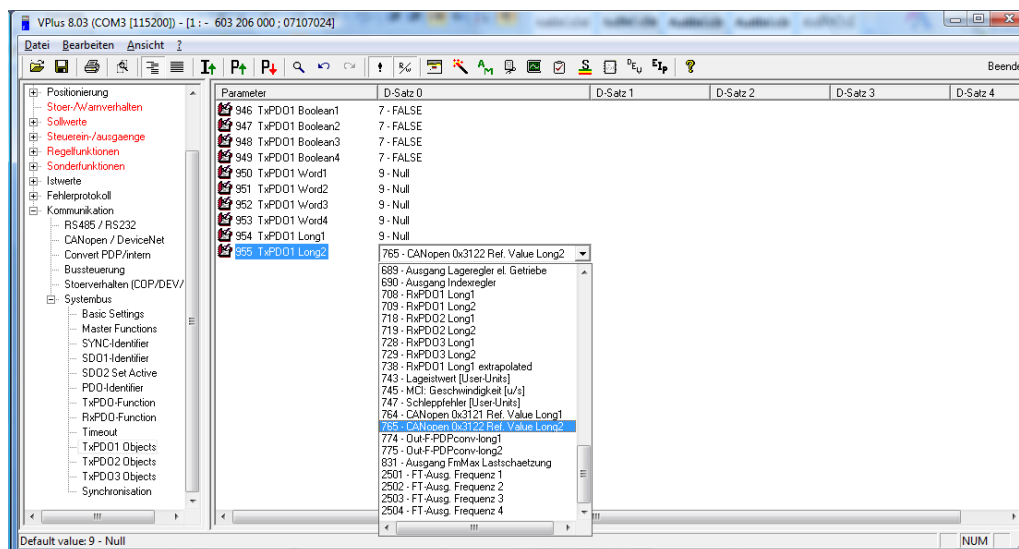 VPlus 8.03 (COM3 [115200]) - [1 : - 603 206 000 ; 07107024]
Datei Bearbeiten Ansicht ?
Beende
Positionierung
Stoer-/Warnverhalten
Sollwerte
Steuerein-/ausgaenge
Regelfunktionen
Sonderfunktionen
Istwerte
Fehlerprotokoll
Kommunikation
RS485 / RS232
CANopen / DeviceNet
Convert PDP/intern
Bussteuerung
Stoerverhalten (COP/DEV/
Systembus
Basic Settings
Master Functions
SYNC-Identifier
SDO1-Identifier
SDO2 Set Active
PDO-Identifier
TxPDO-Function
RxPDO-Function
Timeout
TxPDO1 Objects
TxPDO2 Objects
TxPDO3 Objects
Synchronisation
Parameter D-Satz 0 D-Satz 1 D-Satz 2 D-Satz 3 D-Satz 4
946 TxPDO1 Boolean1 7 - FALSE
947 TxPDO1 Boolean2 7 - FALSE
948 TxPDO1 Boolean3 7 - FALSE
949 TxPDO1 Boolean4 7 - FALSE
950 TxPDO1 Word1 9 - Null
951 TxPDO1 Word2 9 - Null
952 TxPDO1 Word3 9 - Null
953 TxPDO1 Word4 9 - Null
954 TxPDO1 Long1 9 - Null
955 TxPDO1 Long2 765 - CANopen 0x3122 Ref. Value Long2
689 - Ausgang Lageregler el. Getriebe
690 - Ausgang Indexregler
708 - RxPDO1 Long1
709 - RxPDO1 Long2
718 - RxPDO2 Long1
719 - RxPDO2 Long2
728 - RxPDO3 Long1
729 - RxPDO3 Long2
738 - RxPDO1 Long1 extrapolated
743 - Lageistwert [User-Units]
745 - MCI: Geschwindigkeit [u/s]
747 - Schleppfehler [User-Units]
764 - CANopen 0x3121 Ref. Value Long1
765 - CANopen 0x3122 Ref. Value Long2
774 - Out-F-PDPconv-long1
775 - Out-F-PDPconv-long2
831 - Ausgang FmMax Lastschaetzung
2501 - FT-Ausg. Frequenz 1
2502 - FT-Ausg. Frequenz 2
2503 - FT-Ausg. Frequenz 3
2504 - FT-Ausg. Frequenz 4
Default value: 9 - Null NUM